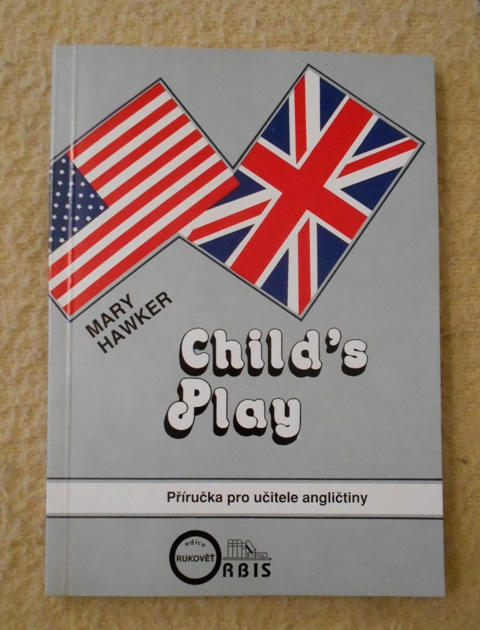 MARY
HAWKER
Child's
Play
Příručka pro učitele angličtiny
edice
RUKOVĚŤ
ORBIS